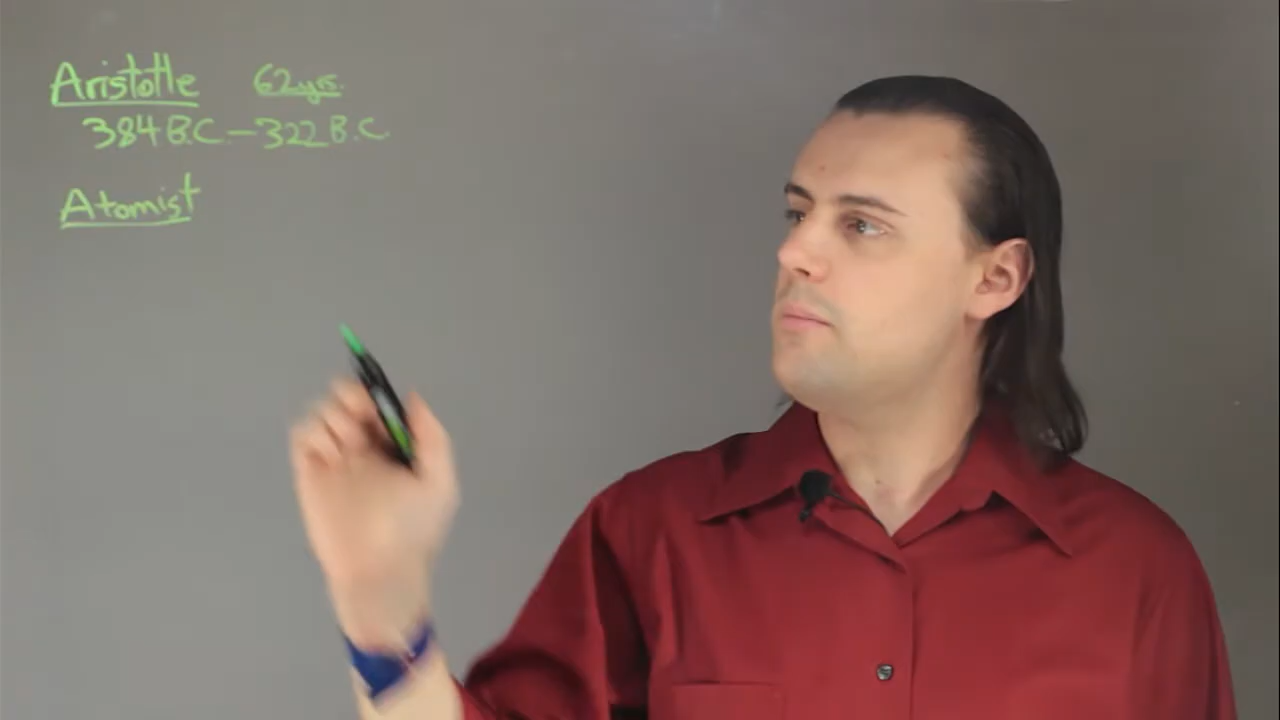 Aristotle 62yrs.
384 B.C. – 322 B.C.
Atomist